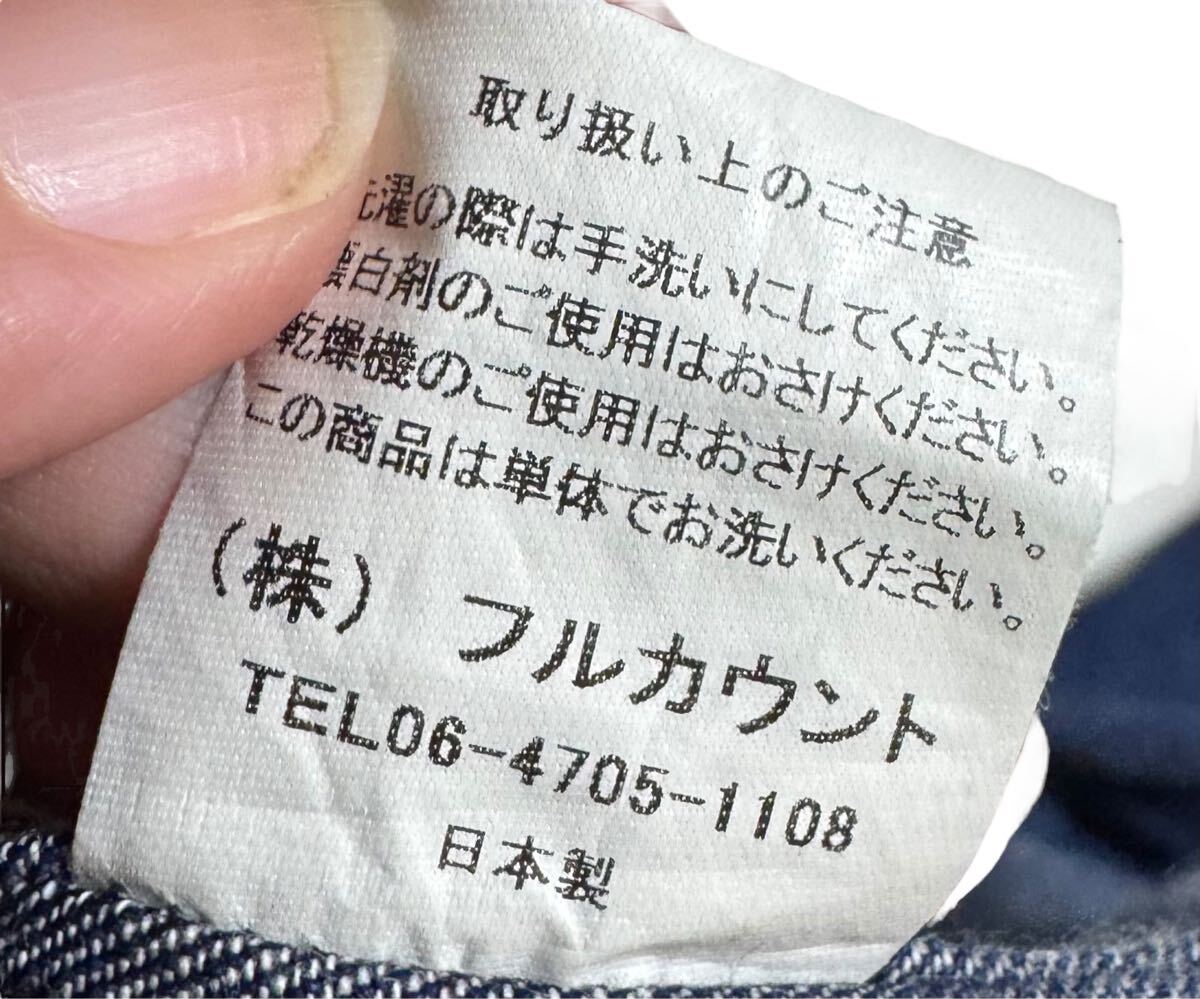 取り扱い上のご注意
洗濯の際は手洗いにしてください。
漂白剤のご使用はおさけください。
乾燥機のご使用はおさけください。
この商品は単体でお洗いください。
(株) フルカウント
TEL06-4705-1108
日本製